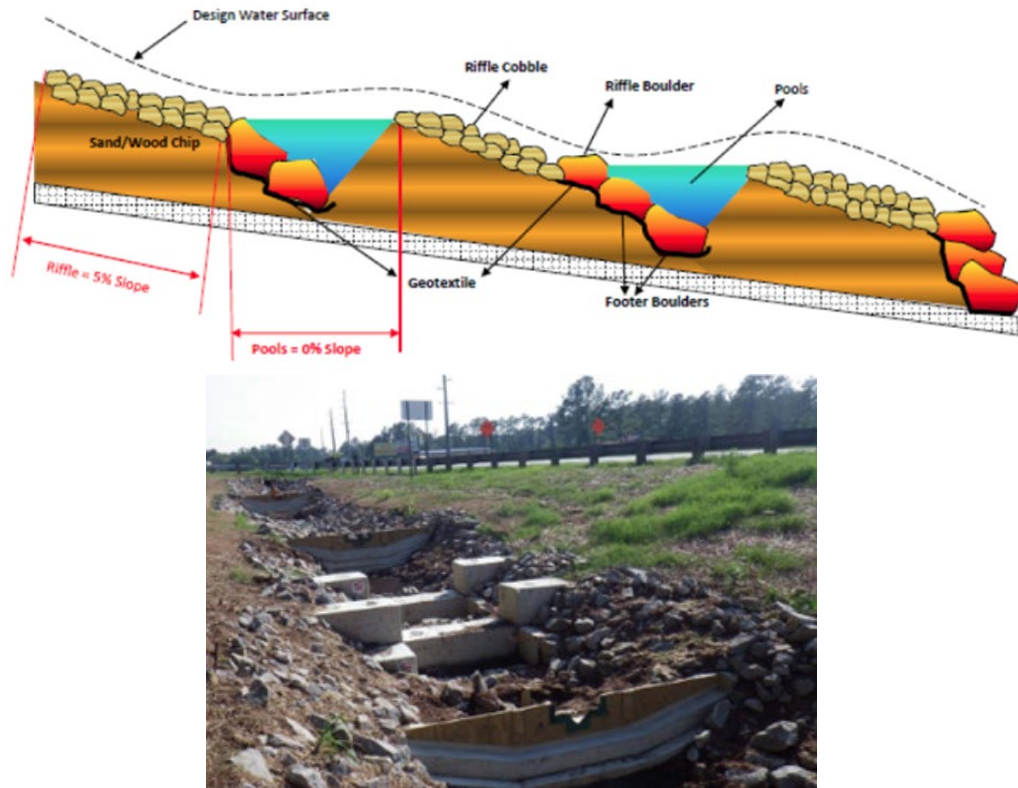 Design Water Surface
Riffle Cobble
Riffle Boulder
Pools
Sand/Wood Chip
Riffle = 5% Slope
Geotextile
Footer Boulders
Pools = 0% Slope